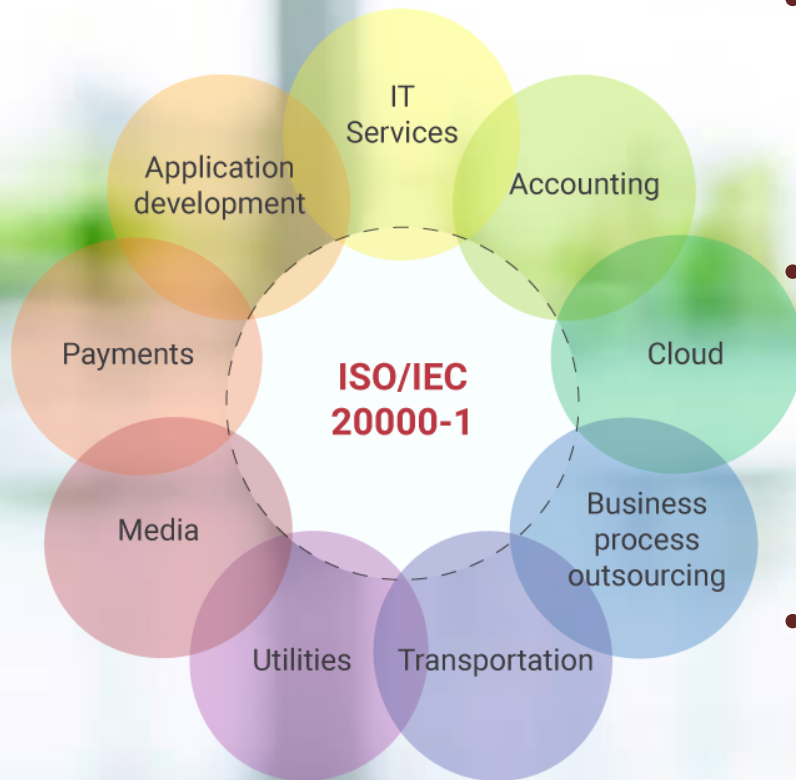 IT
Services
Application
development
Accounting
Payments
Cloud
ISO/IEC
20000-1
Media
Business
process
outsourcing
Utilities
Transportation